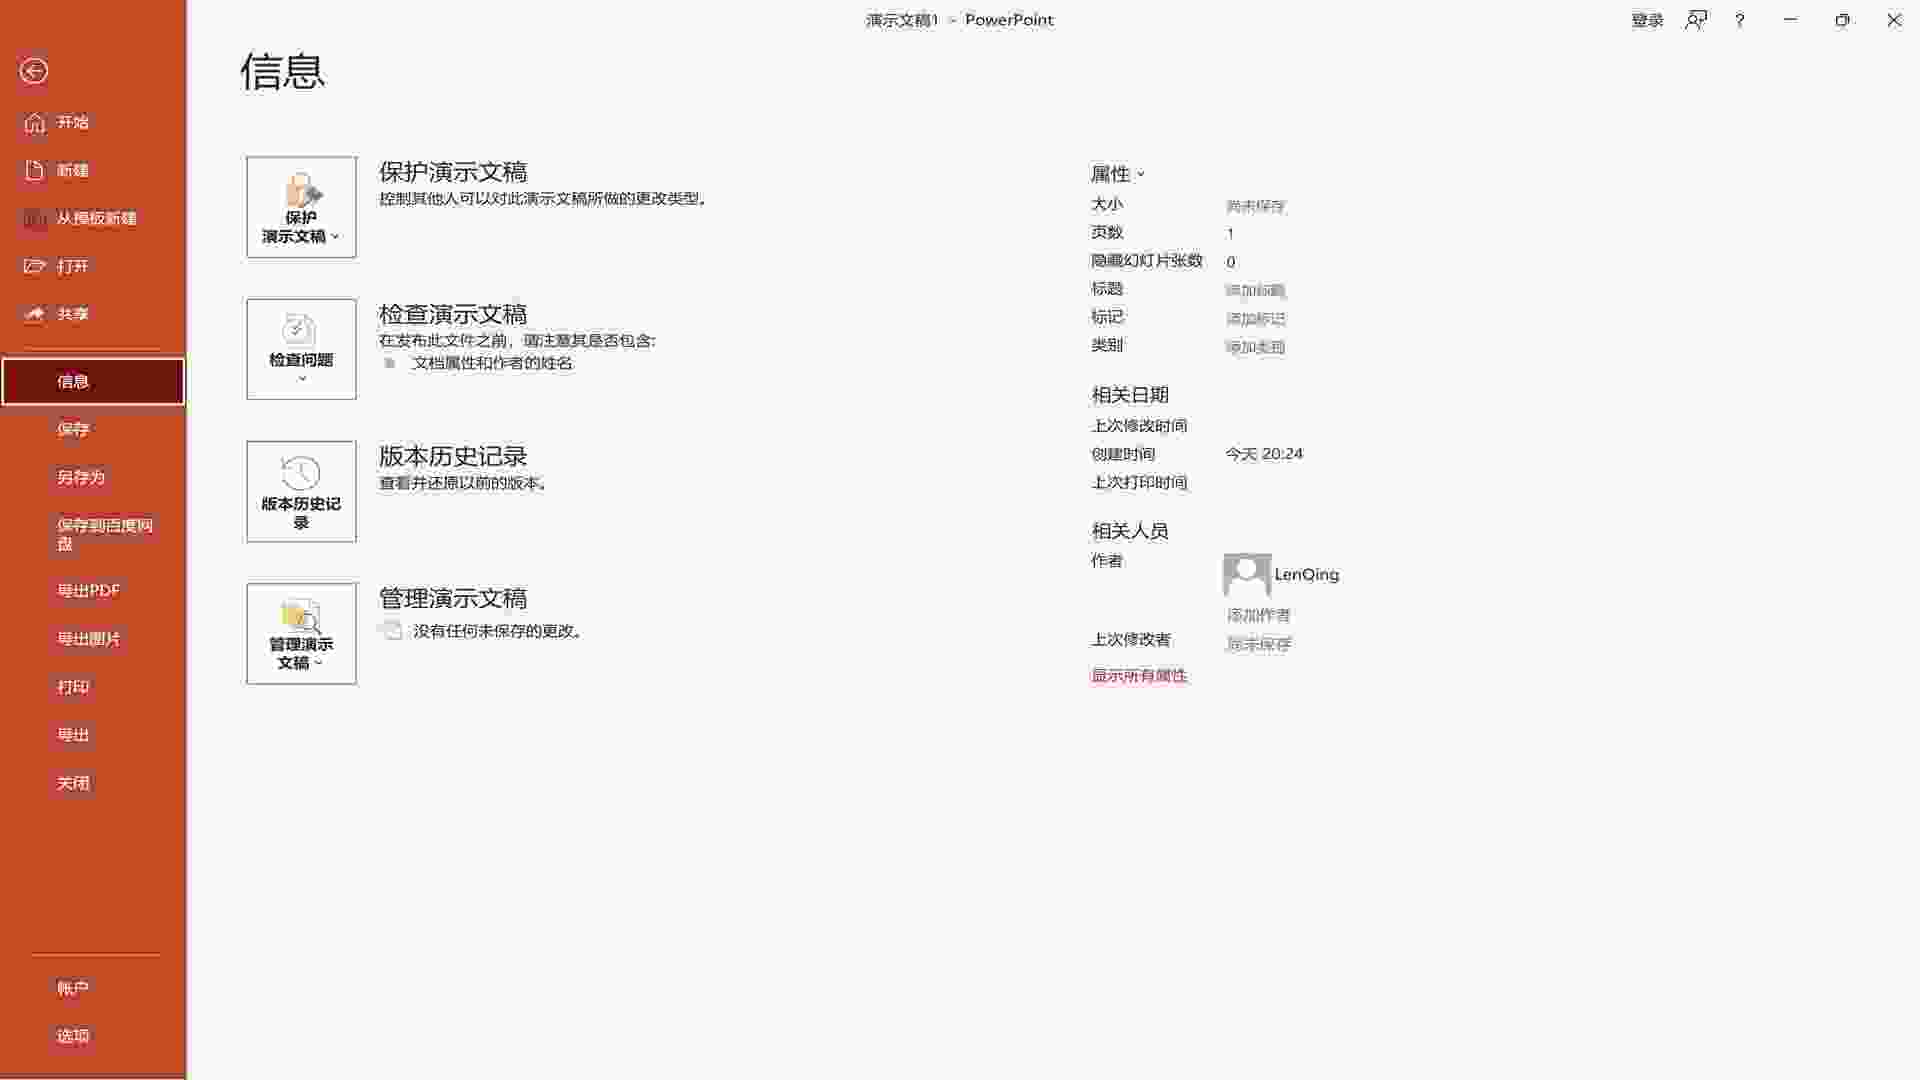 演示文稿1 - PowerPoint
登录
?
信息
开始
新建
从模板新建
打开
共享
信息
保存
另存为
保存到百度网
盘
导出PDF
导出图片
打印
导出
关闭
帐户
选项
保护
演示文稿
保护演示文稿
控制其他人可以对此演示文稿所做的更改类型。
检查问题
检查演示文稿
在发布此文件之前，请注意其是否包含:
文档属性和作者的姓名
版本历史记
录
版本历史记录
查看并还原以前的版本。
管理演示
文稿
管理演示文稿
没有任何未保存的更改。
属性
大小 尚未保存
页数 1
隐藏幻灯片张数 0
标题 添加标题
标记 添加标记
类别 添加类别
相关日期
上次修改时间
创建时间 今天 20:24
上次打印时间
相关人员
作者
LenQing
添加作者
上次修改者 尚未保存
显示所有属性